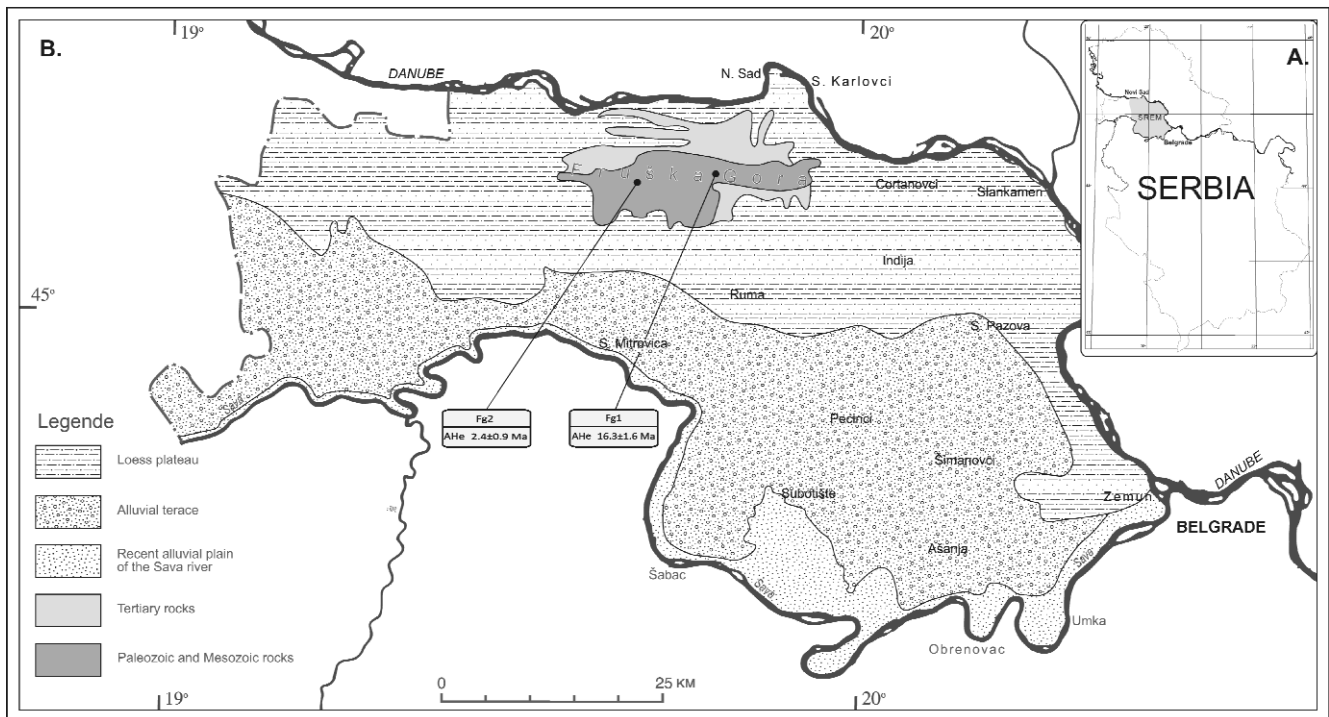 B.
19°
20°
A.
DANUBE
N. Sad
S. Karlovci
Novi Sad
SREM
Belgrade
SERBIA
Fruška Gora
Cortanovci
Slankamen
Indija
45°
Ruma
S. Pazova
S. Mitrovica
Sava
Fg2
AHe 2.4±0.9 Ma
Fg1
AHe 16.3±1.6 Ma
Pecinci
Šimanovci
Subotište
Zemun
DANUBE
BELGRADE
Ašanja
Sava
Šabac
Sava
Umka
Obrenovac
Legende
Loess plateau
Alluvial terace
Recent alluvial plain
of the Sava river
Tertiary rocks
Paleozoic and Mesozoic rocks
0
25 KM
19°
20°